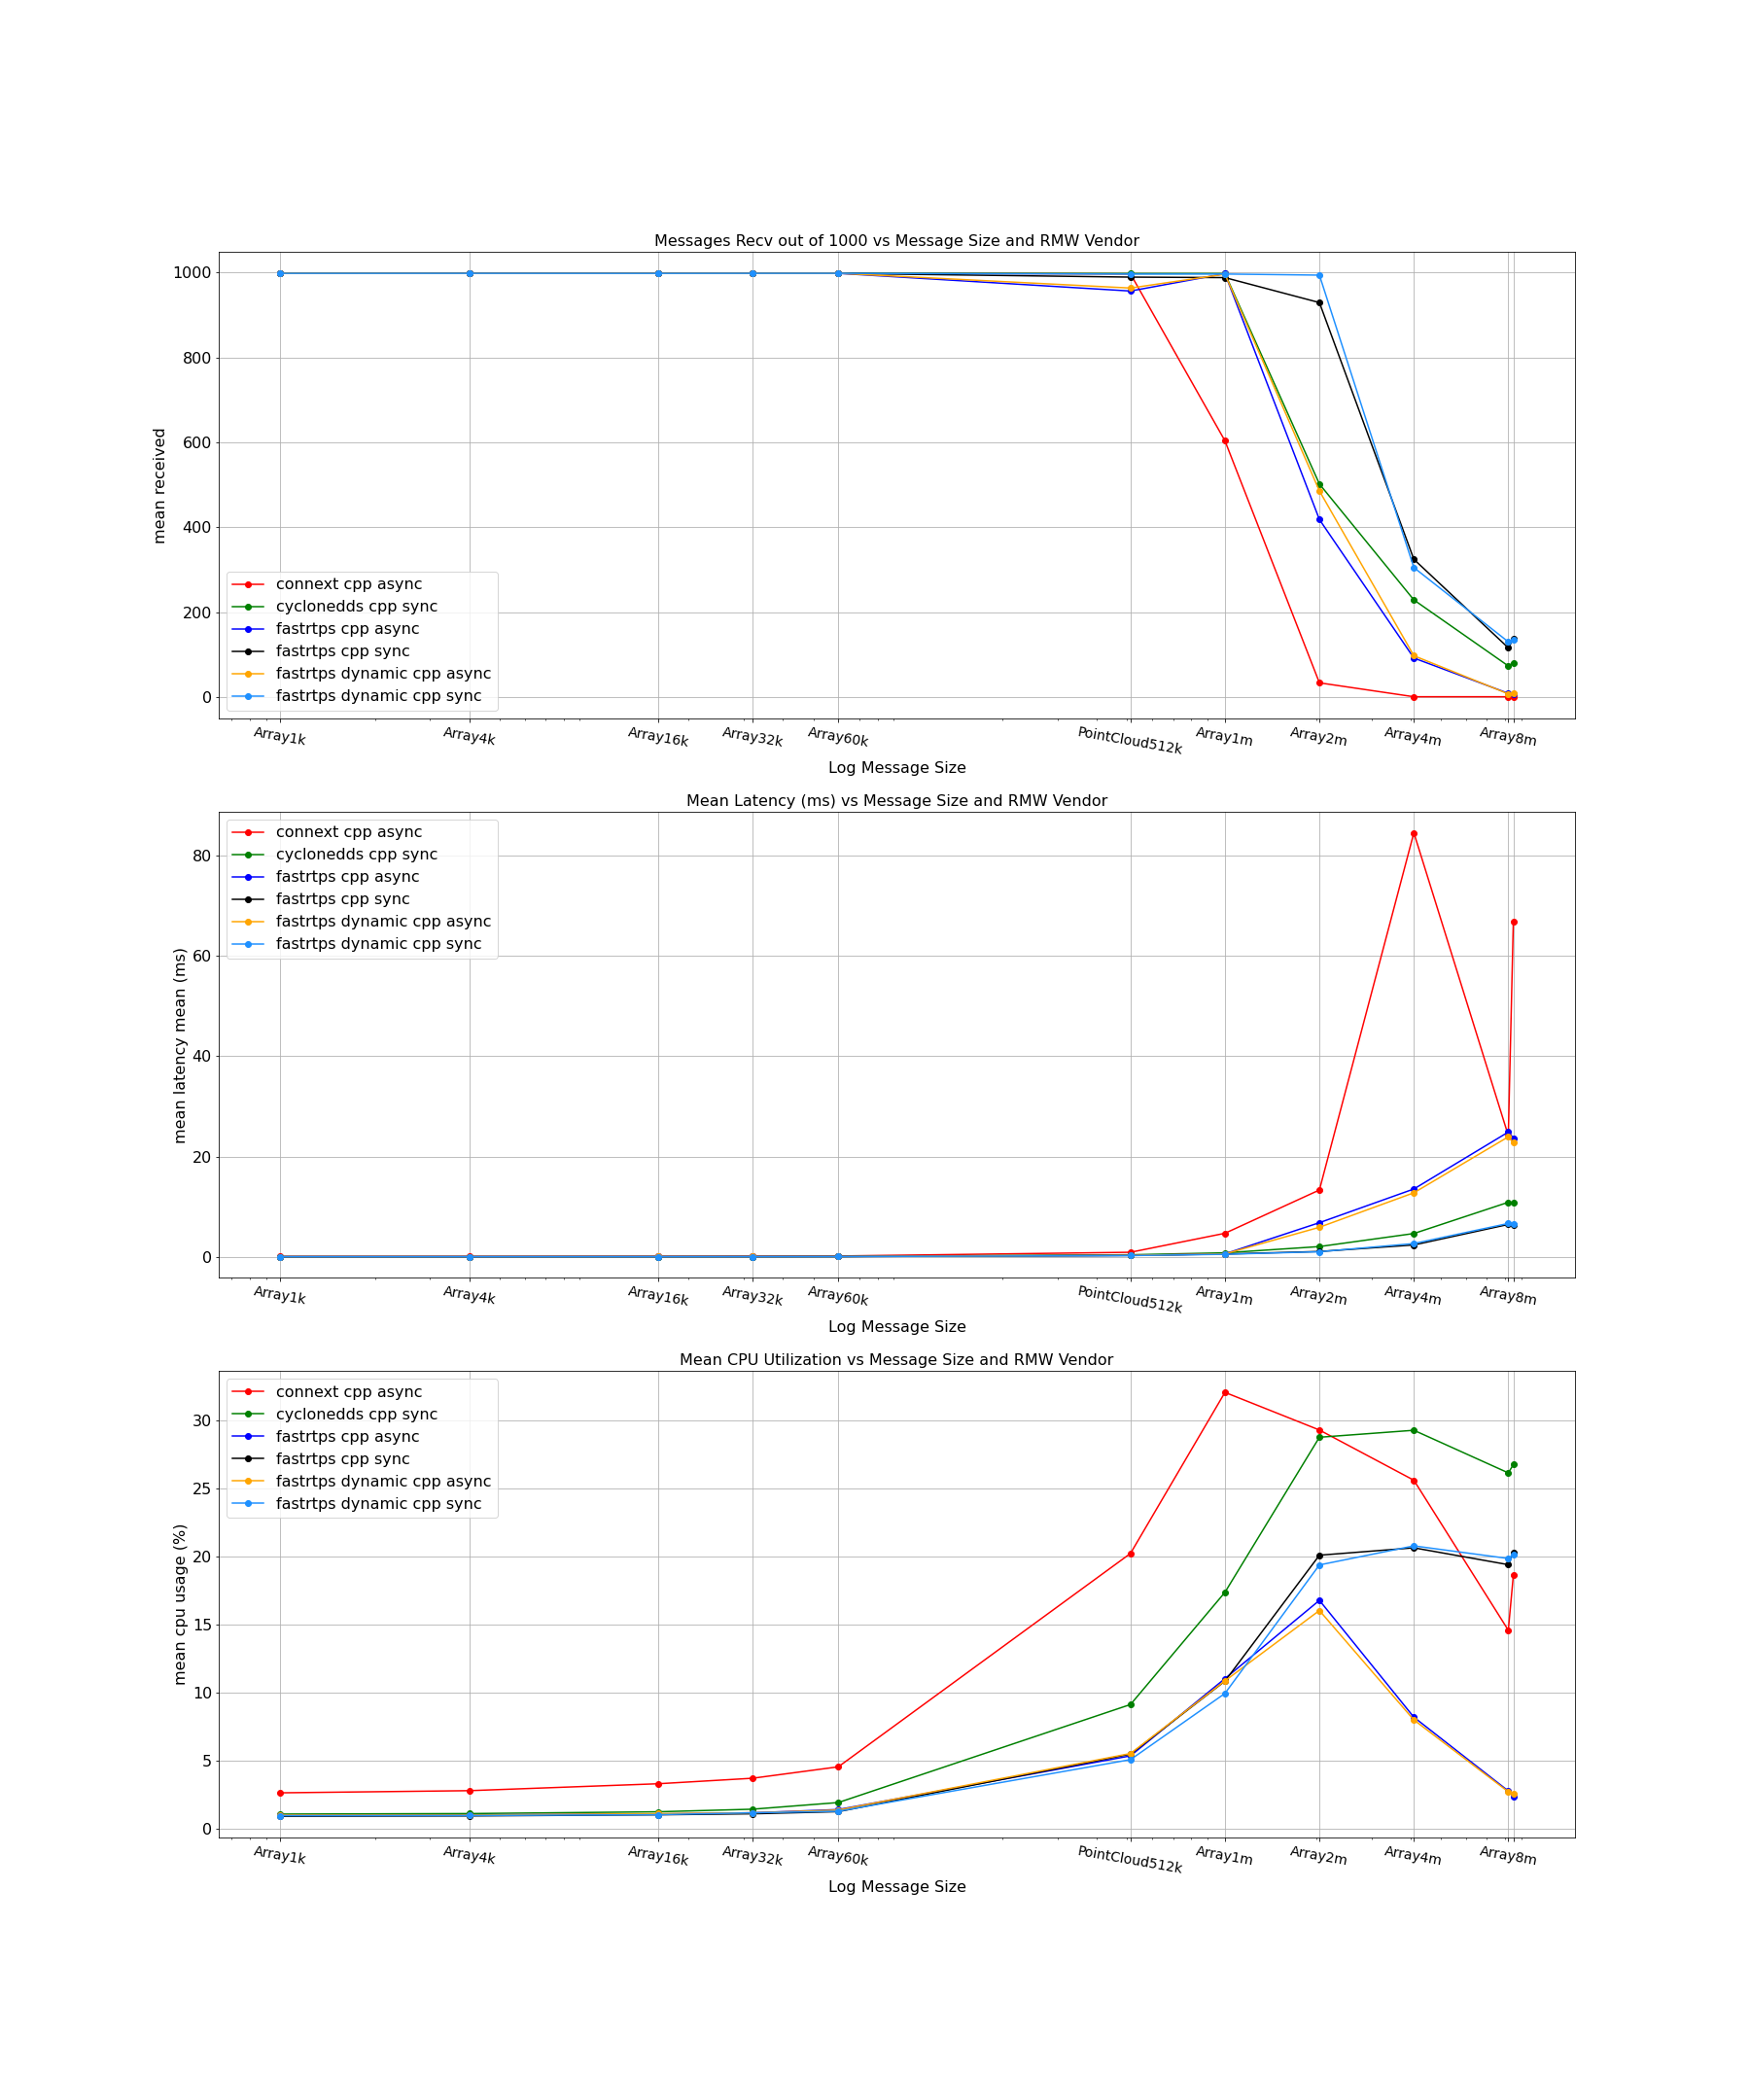 Messages Recv out of 1000 vs Message Size and RMW Vendor
1000
800
600
400
200
0
mean received
connext cpp async
cyclonedds cpp sync
fastrtps cpp async
fastrtps cpp sync
fastrtps dynamic cpp async
fastrtps dynamic cpp sync
Array1k Array4k Array16k Array32k Array60k PointCloud512k Array1m Array2m Array4m Array8m
Log Message Size
Mean Latency (ms) vs Message Size and RMW Vendor
80
60
40
20
0
mean latency mean (ms)
connext cpp async
cyclonedds cpp sync
fastrtps cpp async
fastrtps cpp sync
fastrtps dynamic cpp async
fastrtps dynamic cpp sync
Array1k Array4k Array16k Array32k Array60k PointCloud512k Array1m Array2m Array4m Array8m
Log Message Size
Mean CPU Utilization vs Message Size and RMW Vendor
30
25
20
15
10
5
0
mean cpu usage (%)
connext cpp async
cyclonedds cpp sync
fastrtps cpp async
fastrtps cpp sync
fastrtps dynamic cpp async
fastrtps dynamic cpp sync
Array1k Array4k Array16k Array32k Array60k PointCloud512k Array1m Array2m Array4m Array8m
Log Message Size